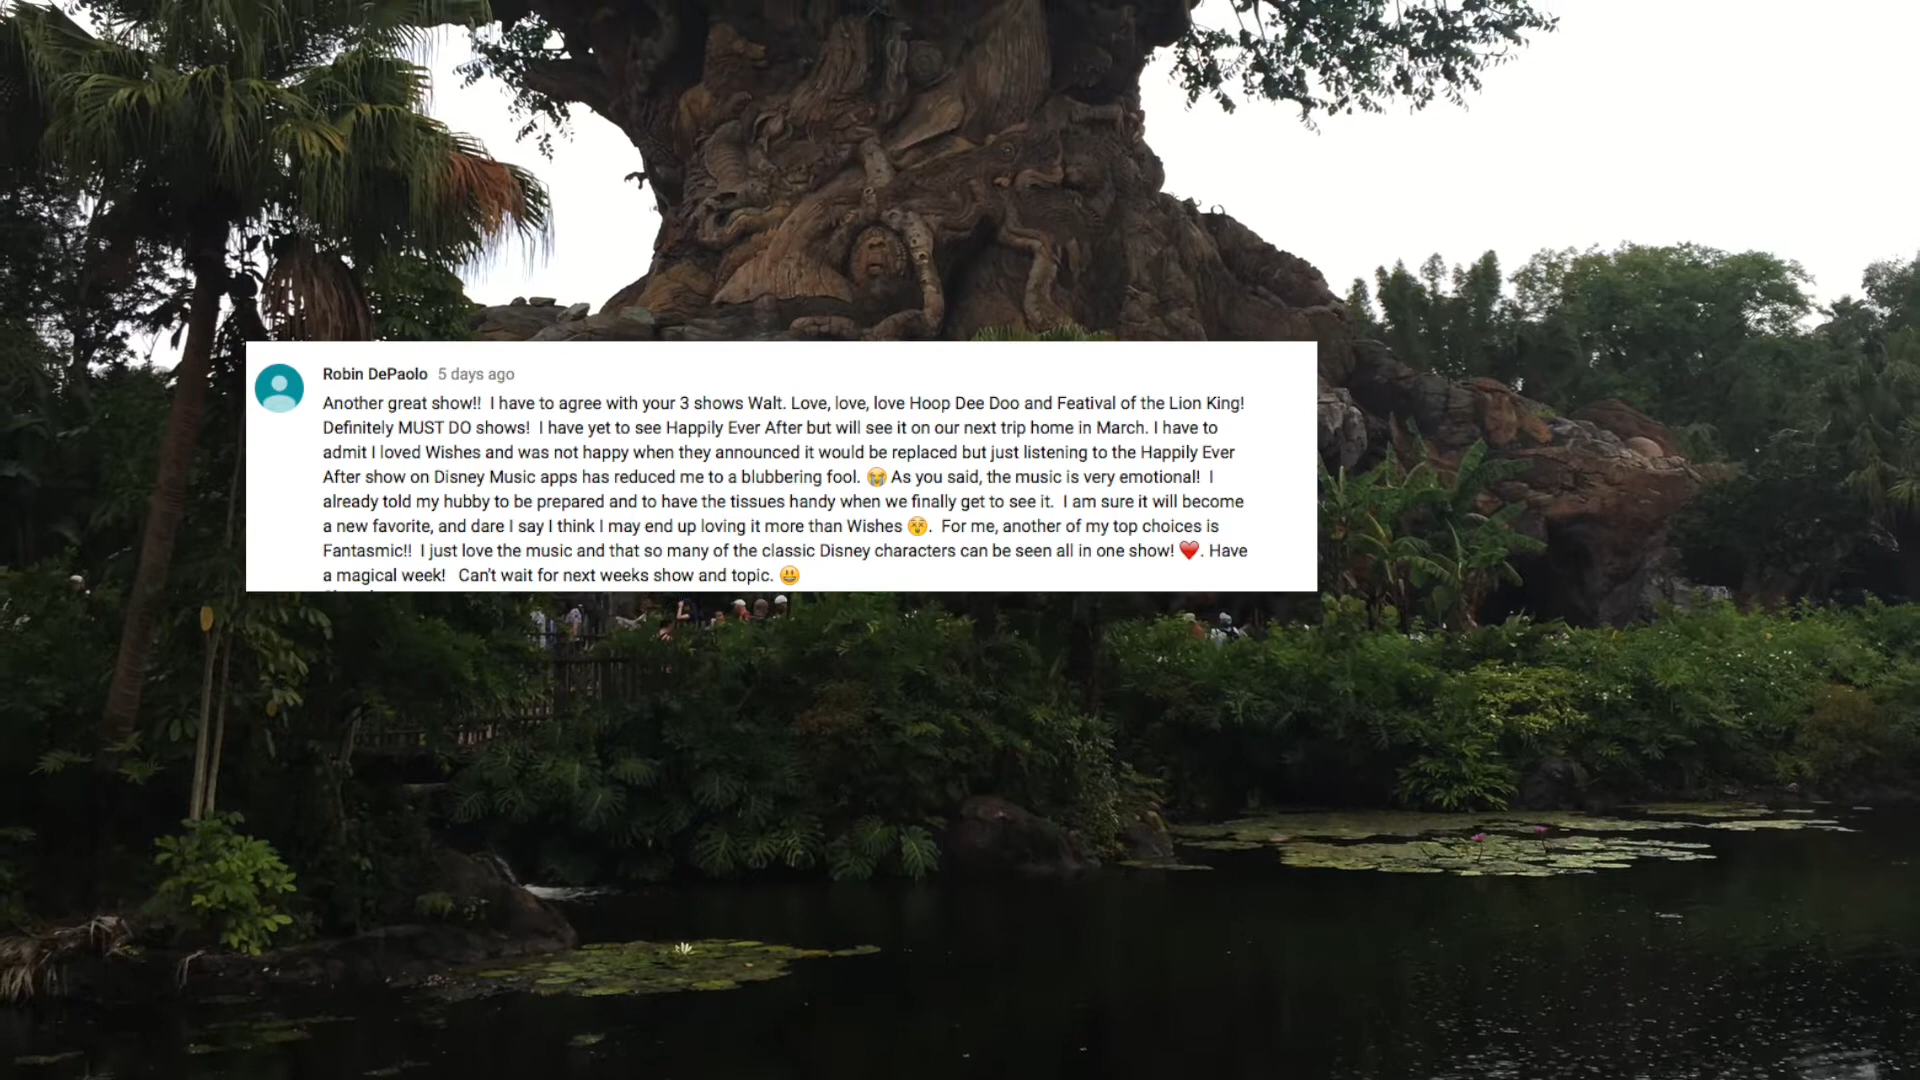 Robin DePaolo 5 days ago
Another great show!! I have to agree with your 3 shows Walt. Love, love, love Hoop Dee Doo and Featival of the Lion King!
Definitely MUST DO shows! I have yet to see Happily Ever After but will see it on our next trip home in March. I have to
admit I loved Wishes and was not happy when they announced it would be replaced but just listening to the Happily Ever
After show on Disney Music apps has reduced me to a blubbering fool. 😭 As you said, the music is very emotional! I
already told my hubby to be prepared and to have the tissues handy when we finally get to see it. I am sure it will become
a new favorite, and dare I say I think I may end up loving it more than Wishes 😲. For me, another of my top choices is
Fantasmic!! I just love the music and that so many of the classic Disney characters can be seen all in one show! ❤️. Have
a magical week! Can't wait for next weeks show and topic. 😃